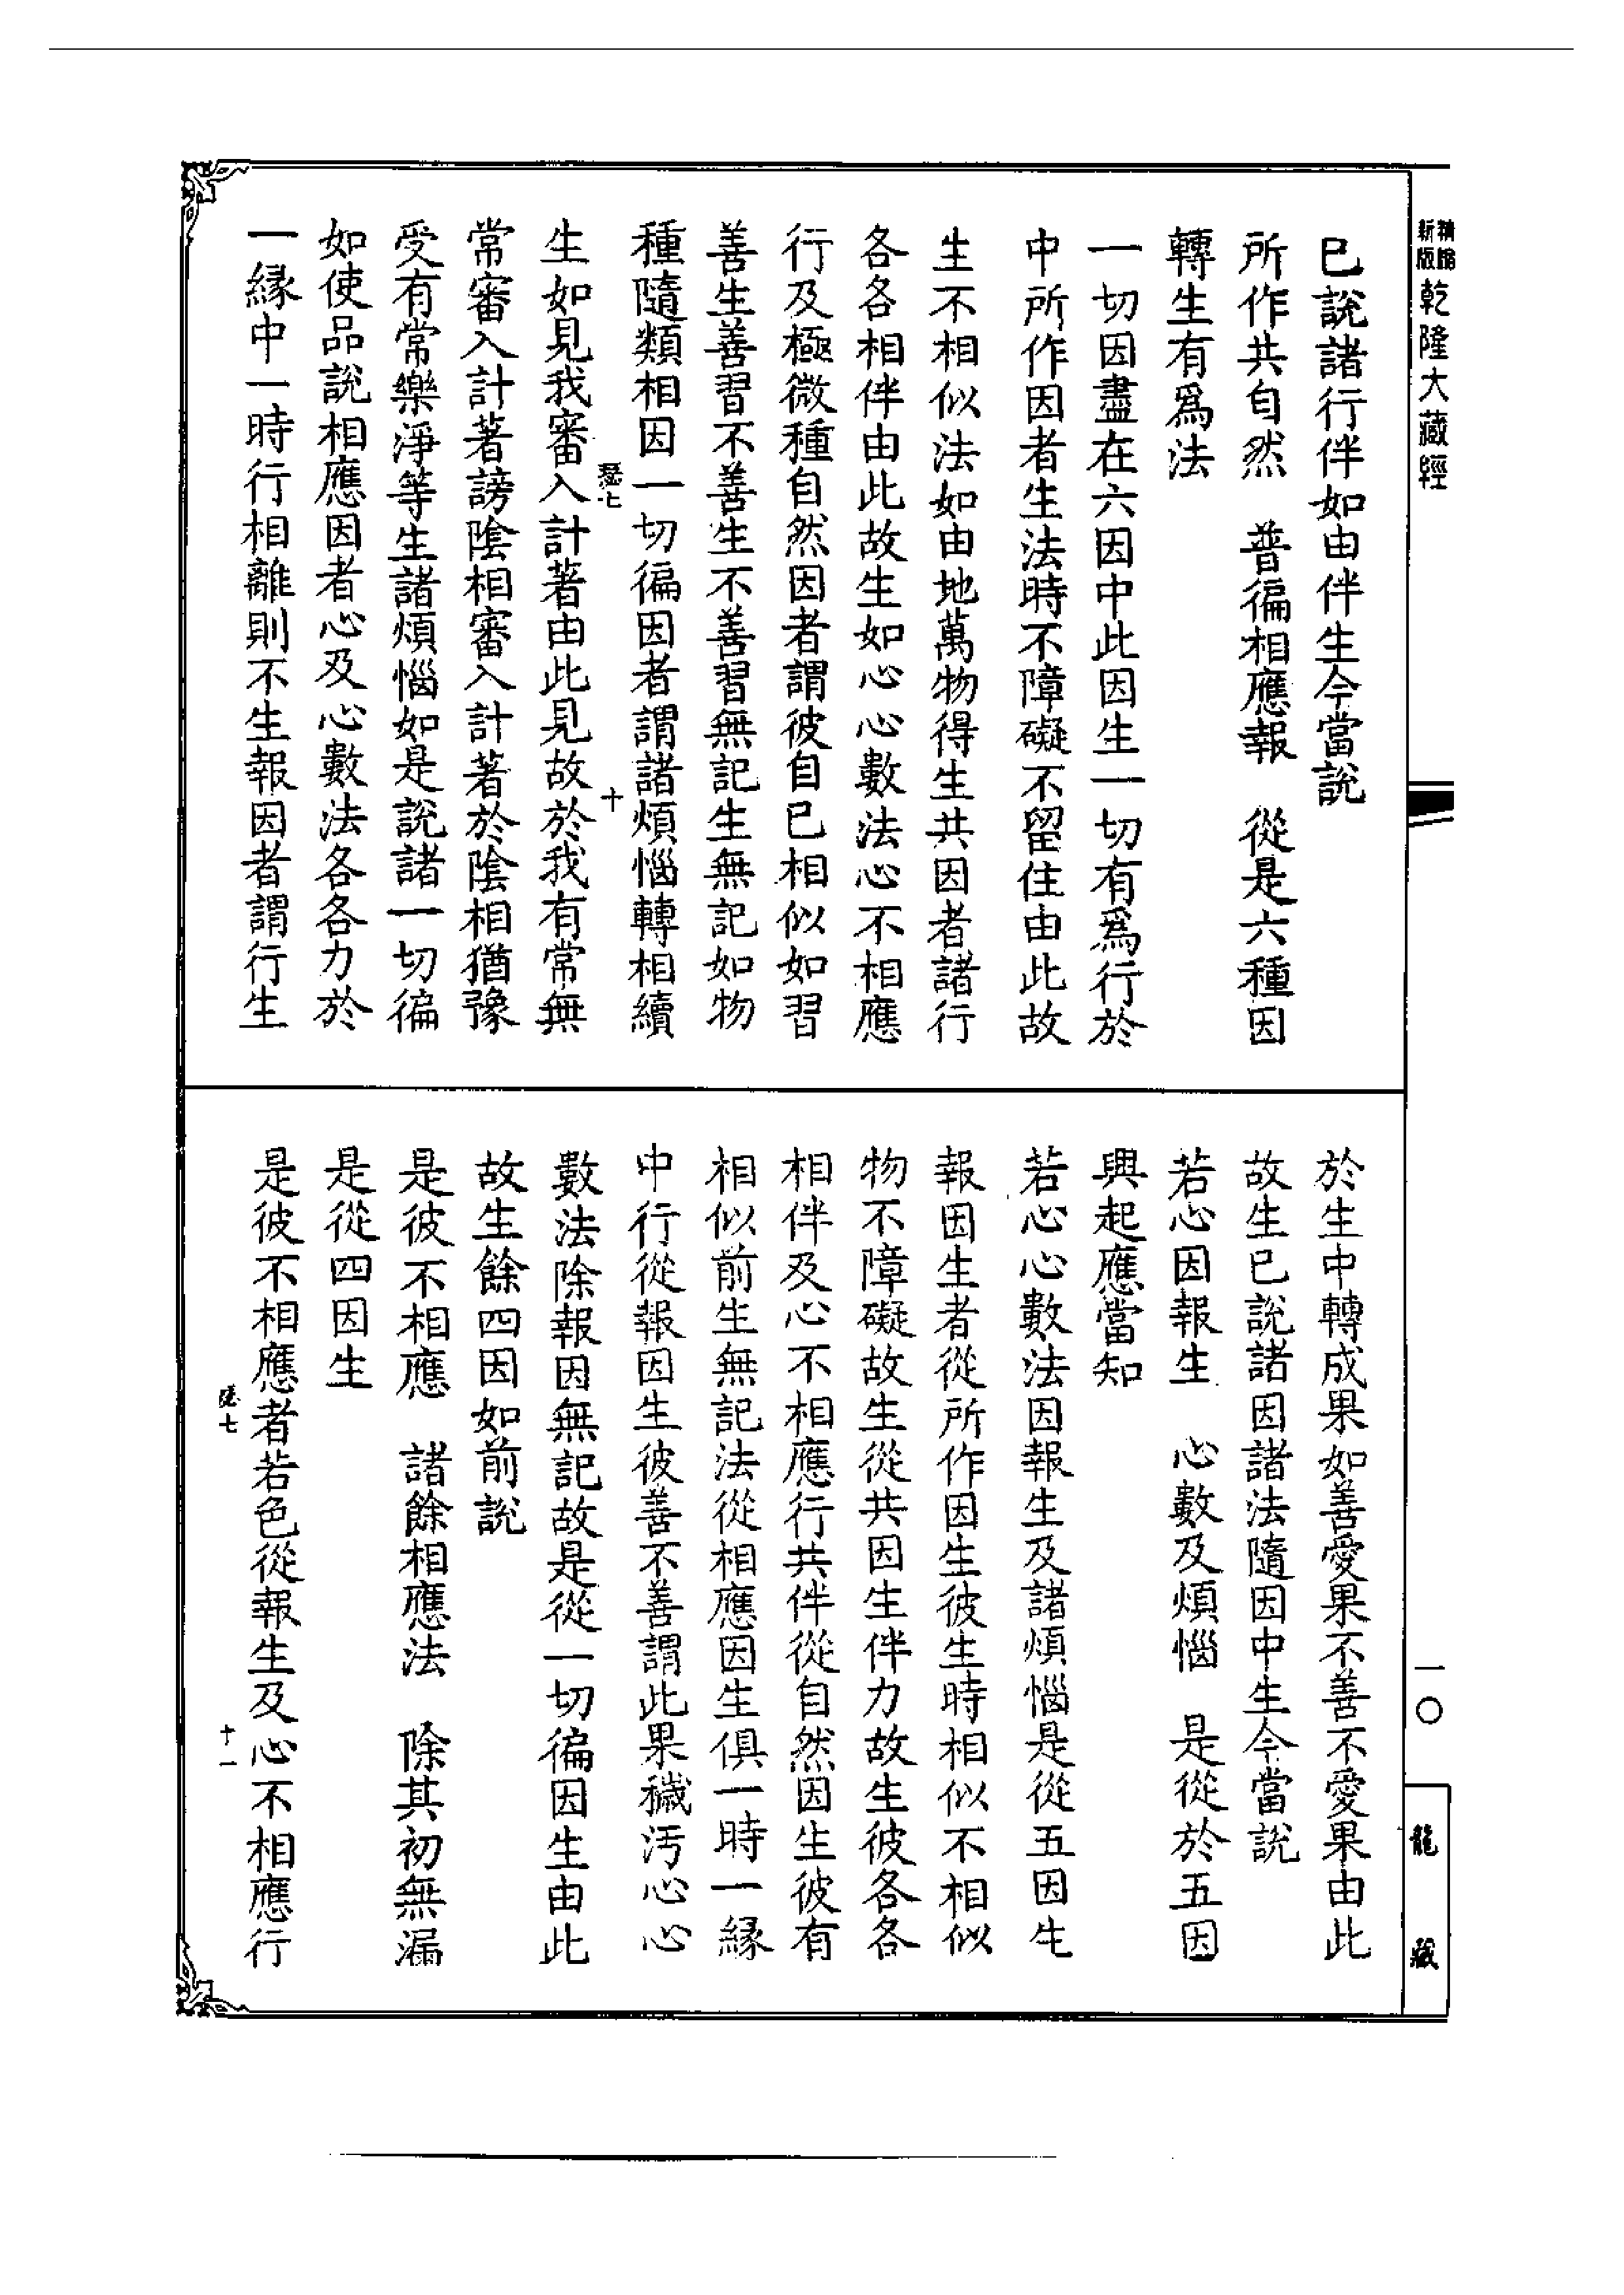 精縮新版乾隆大藏經
一〇
龍藏
已說諸行伴如由伴生今當說
所作共自然　普徧相應報　從是六種因
轉生有爲法
一切因盡在六因中此因生一切有爲行於
中所作因者生法時不障礙不留住由此故
生不相似法如由地萬物得生共因者諸行
各各相伴由此故生如心心數法心不相應
行及極微種自然因者謂彼自已相似如習
善生善習不善生不善習無記生無記如物
種隨類相因一切徧因者謂諸煩惱轉相續
七　十
生如見我審入計著由此見故於我有常無
常審入計著謗陰相審入計著於陰相猶豫
受有常樂淨等生諸煩惱如是說諸一切徧
如使品說相應因者心及心數法各各力於
一緣中一時行相離則不生報因者謂行生
於生中轉成果如善愛果不善不愛果由此
故生已說諸因諸法隨因中生今當說
若心因報生　心數及煩惱　是從於五因
興起應當知
若心心數法因報生及諸煩惱是從五因生
報因生者從所作因生彼生時相似不相似
物不障礙故生從共因生伴力故生彼各各
相伴及心不相應行共伴從自然因生彼有
相似前生無記法從相應因生俱一時一緣
中行從報因生彼善不善謂此果穢汚心心
數法除報因無記故是從一切徧因生由此
故生餘四因如前說
是彼不相應　諸餘相應法　除其初無漏
是從四因生
是彼不相應者若色從報生及心不相應行
七　十一